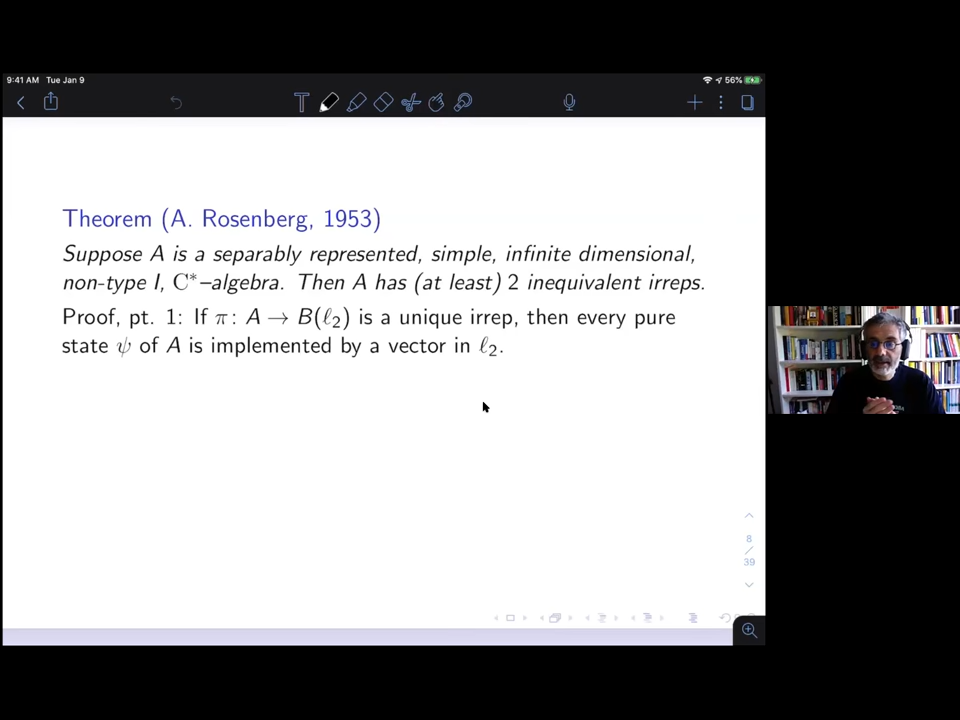 9:41 AM Tue Jan 9
56%
Theorem (A. Rosenberg, 1953)
Suppose A is a separably represented, simple, infinite dimensional,
non-type I, C*–algebra. Then A has (at least) 2 inequivalent irreps.
Proof, pt. 1: If π: A → B(ℓ₂) is a unique irrep, then every pure
state ψ of A is implemented by a vector in ℓ₂.
8
/
39